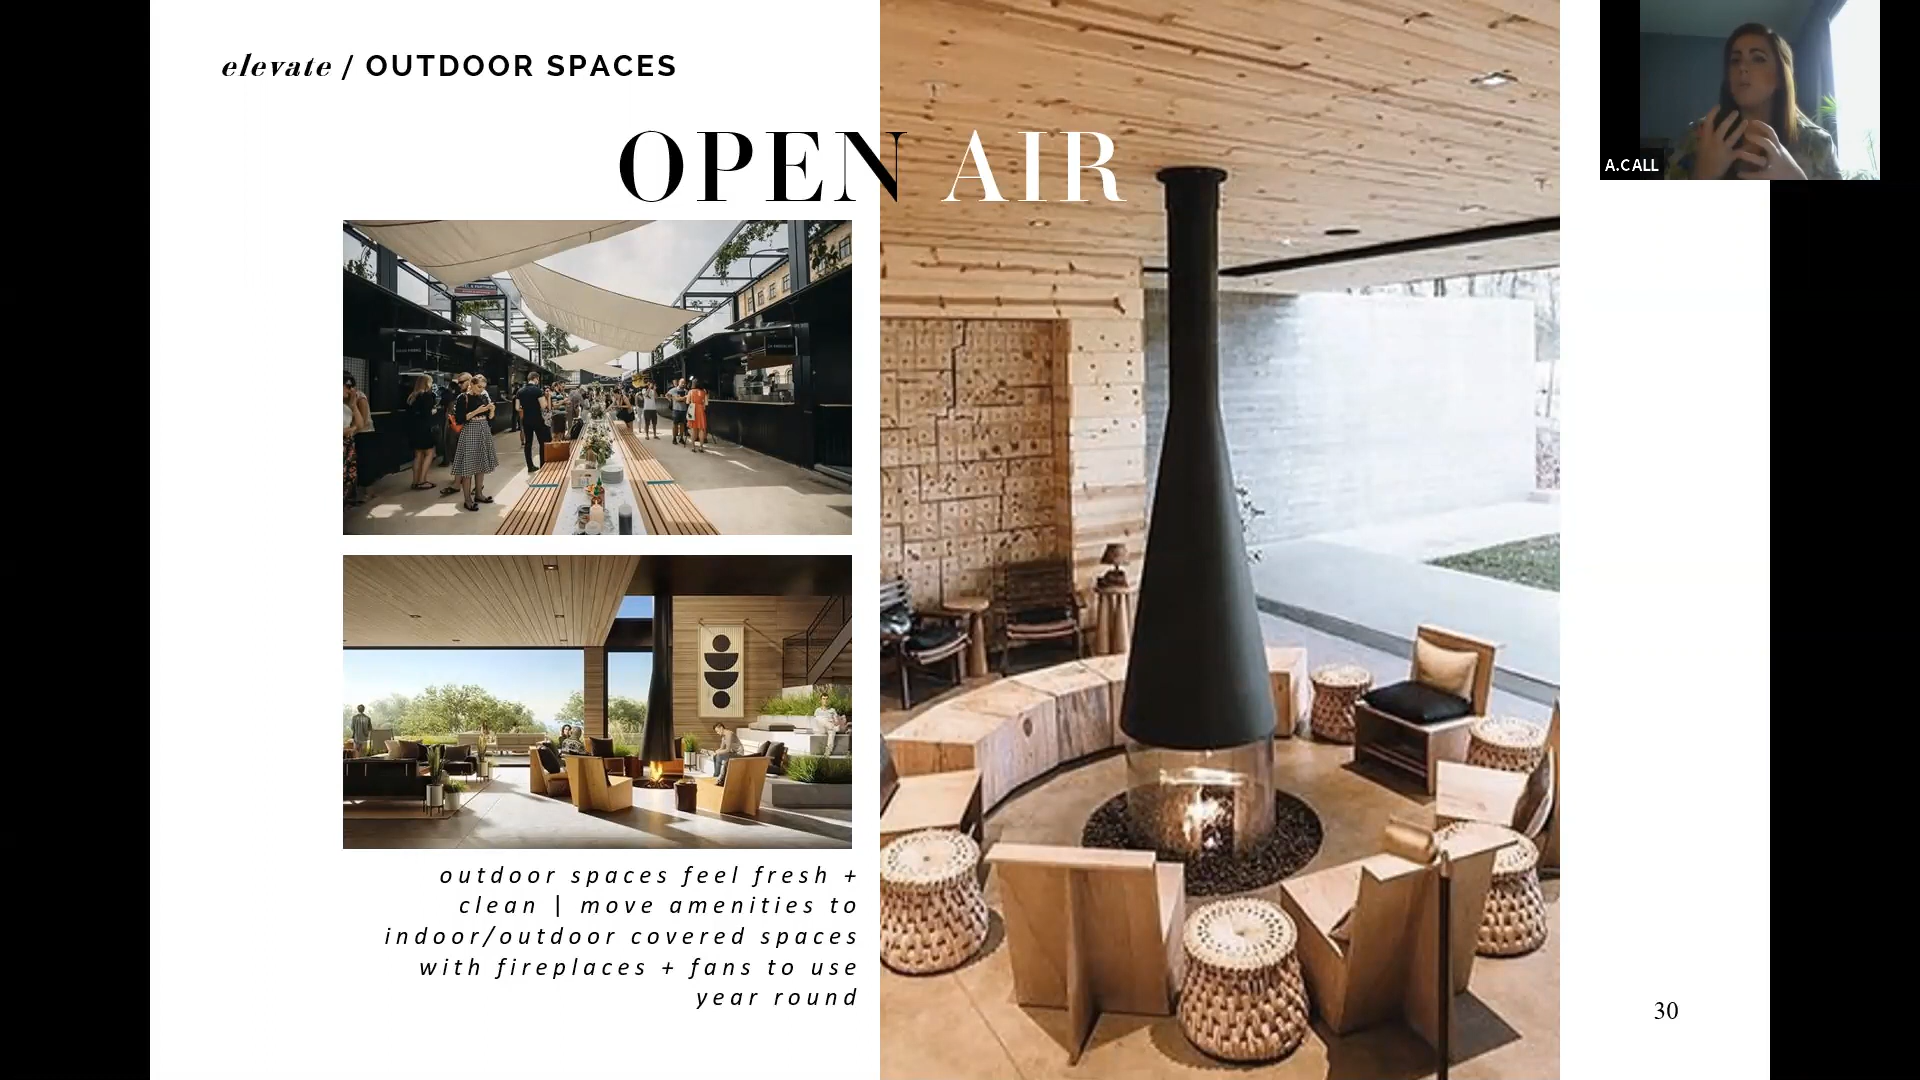 elevate / OUTDOOR SPACES
A.CALL
OPEN AIR
outdoor spaces feel fresh +
clean | move amenities to
indoor/outdoor covered spaces
with fireplaces + fans to use
year round
30